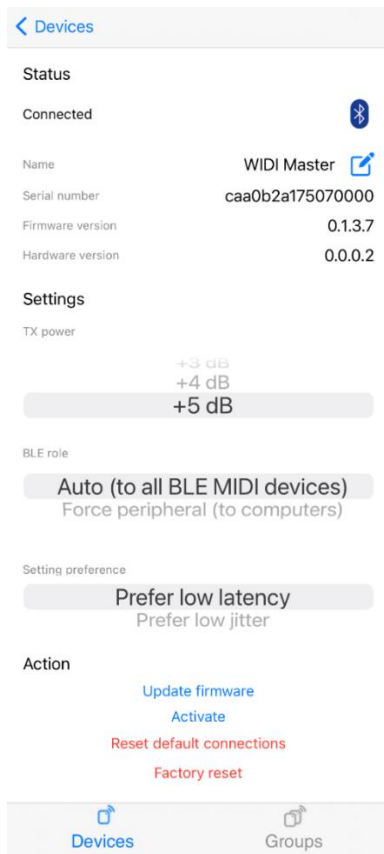 Devices
Status
Connected
Name WIDI Master
Serial number caa0b2a175070000
Firmware version 0.1.3.7
Hardware version 0.0.0.2
Settings
TX power
+3 dB
+4 dB
+5 dB
BLE role
Auto (to all BLE MIDI devices)
Force peripheral (to computers)
Setting preference
Prefer low latency
Prefer low jitter
Action
Update firmware
Activate
Reset default connections
Factory reset
Devices Groups